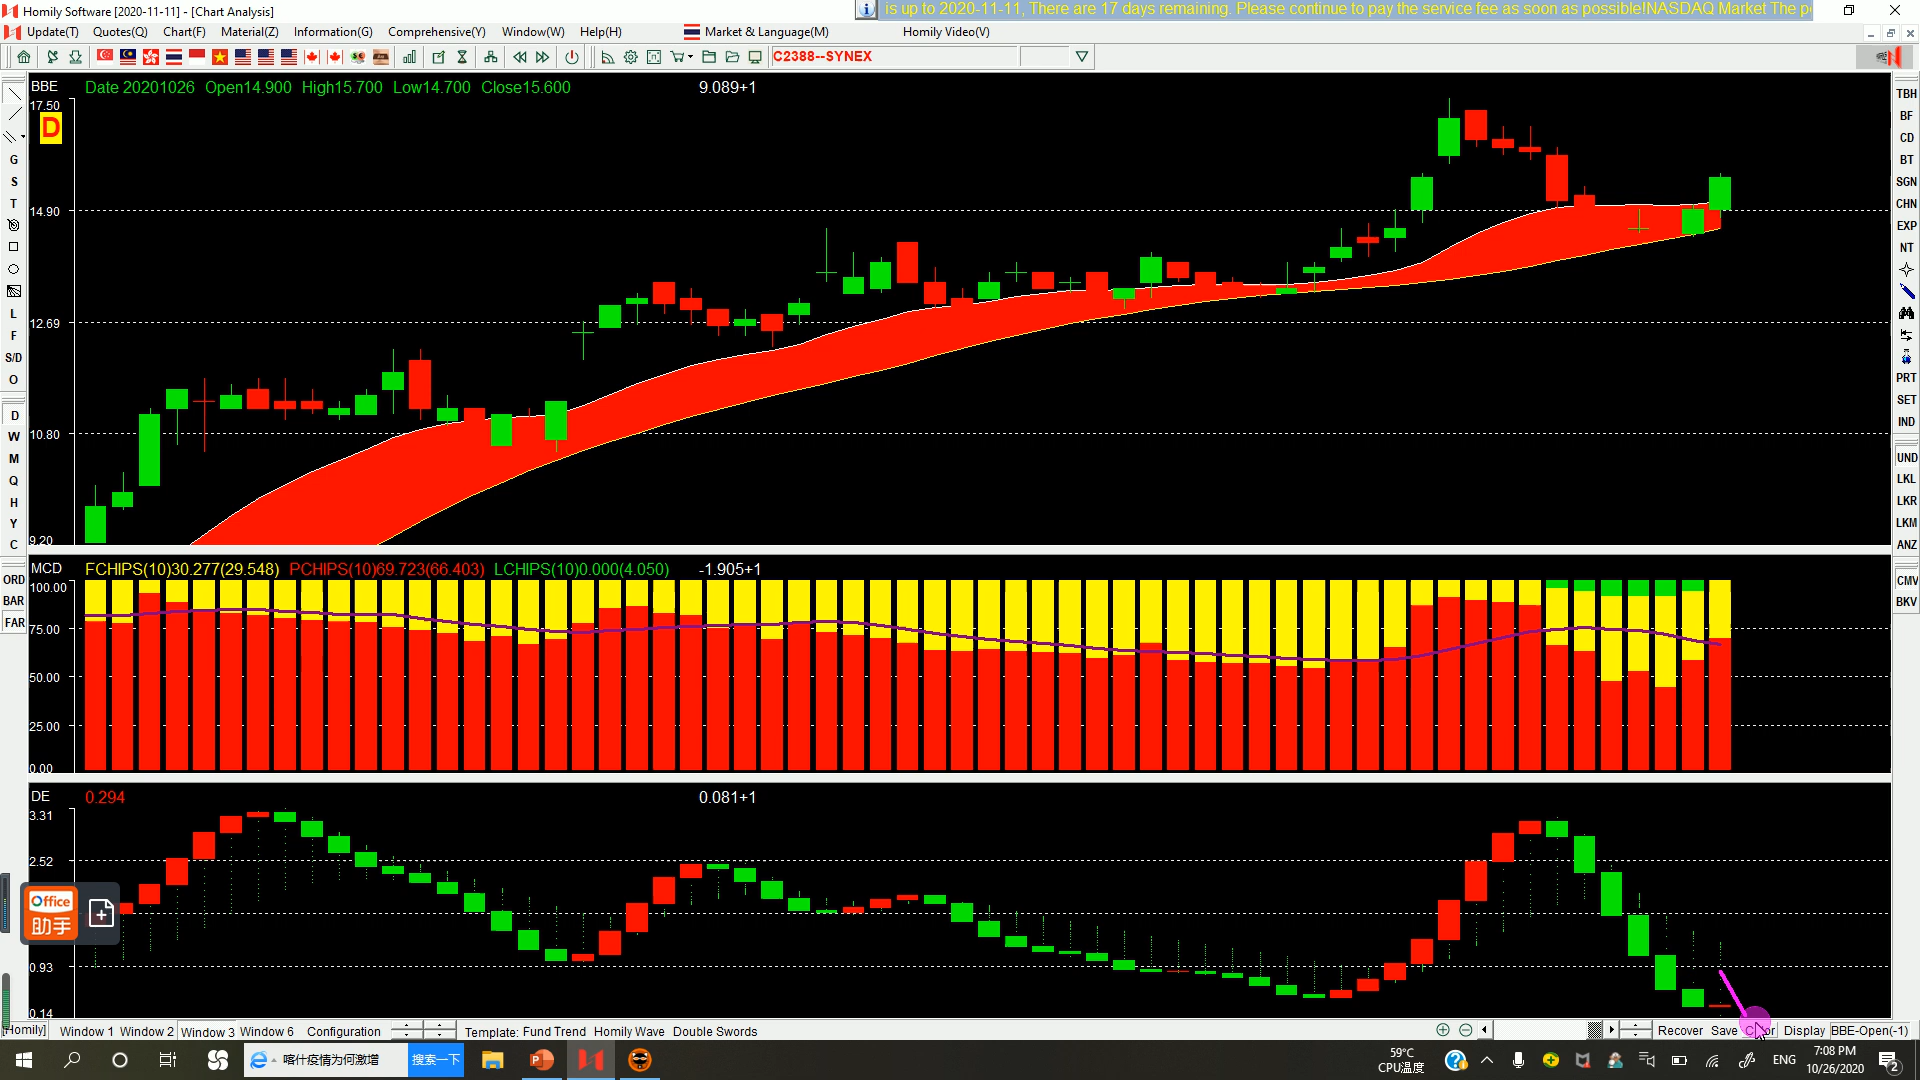 Homily Software [2020-11-11] - [Chart Analysis]
is up to 2020-11-11, There are 17 days remaining. Please continue to pay the service fee as soon as possible!NASDAQ Market The p
Update(T) Quotes(Q) Chart(F) Material(Z) Information(G) Comprehensive(Y) Window(W) Help(H) Market & Language(M) Homily Video(V)
C2388--SYNEX
BBE Date 20201026 Open14.900 High15.700 Low14.700 Close15.600 9.089+1
17.50
D
14.90
12.69
10.80
9.20
MCD FCHIPS(10)30.277(29.548) PCHIPS(10)69.723(66.403) LCHIPS(10)0.000(4.050) -1.905+1
100.00
75.00
50.00
25.00
0.00
DE 0.294 0.081+1
3.31
2.52
0.93
0.14
Office
助手
G
S
T
L
F
S/D
O
D
W
M
Q
H
Y
C
ORD
BAR
FAR
TBH
BF
CD
BT
SGN
CHN
EXP
NT
PRT
SET
IND
UND
LKL
LKR
LKM
ANZ
CMV
BKV
[Homily] Window 1 Window 2 Window 3 Window 6 Configuration Template: Fund Trend Homily Wave Double Swords Recover Save Display BBE-Open(-1)
喀什疫情为何激增 搜索一下
59°C
CPU温度
ENG
7:08 PM
10/26/2020
2